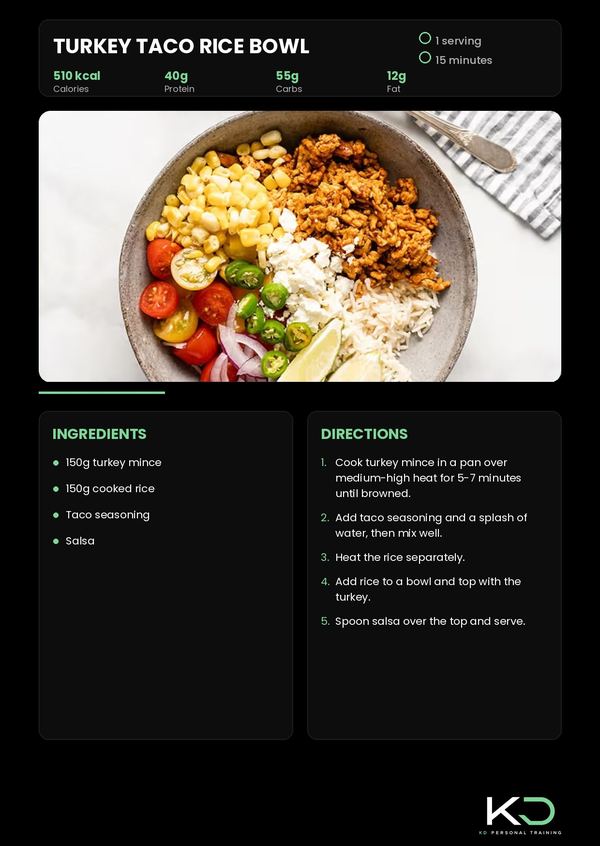 TURKEY TACO RICE BOWL
1 serving
15 minutes
510 kcal
Calories
40g
Protein
55g
Carbs
12g
Fat
INGREDIENTS
150g turkey mince
150g cooked rice
Taco seasoning
Salsa
DIRECTIONS
1. Cook turkey mince in a pan over
medium-high heat for 5-7 minutes
until browned.
2. Add taco seasoning and a splash of
water, then mix well.
3. Heat the rice separately.
4. Add rice to a bowl and top with the
turkey.
5. Spoon salsa over the top and serve.
KD
KD PERSONAL TRAINING